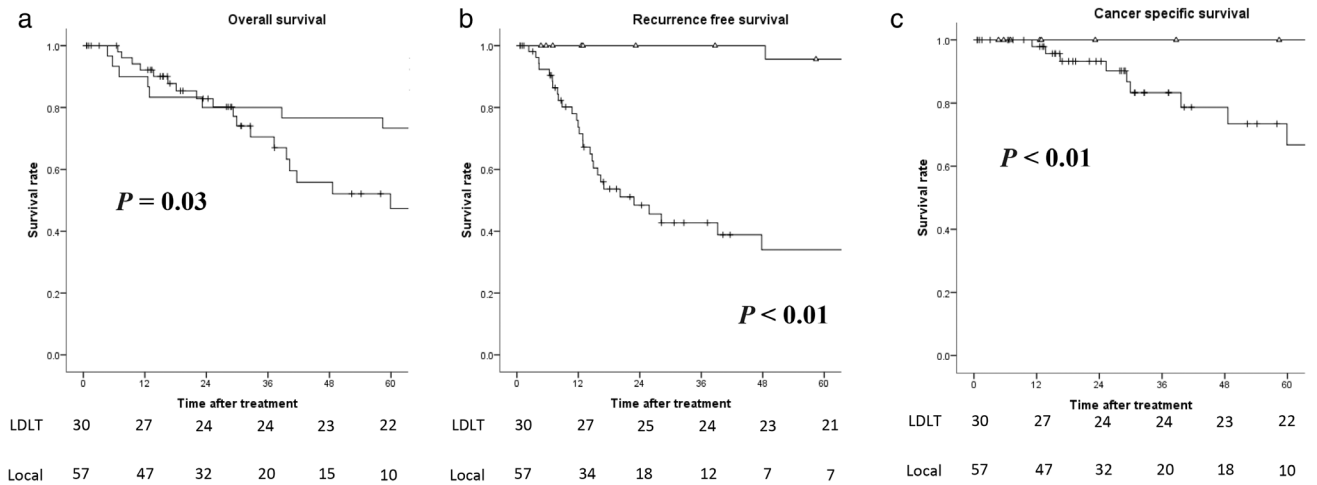 a
Overall survival
1.0
0.8
0.6
0.4
0.2
0.0
Survival rate
P = 0.03
0 12 24 36 48 60
Time after treatment
LDLT 30 27 24 24 23 22
Local 57 47 32 20 15 10
b
Recurrence free survival
1.0
0.8
0.6
0.4
0.2
0.0
Survival rate
P < 0.01
0 12 24 36 48 60
Time after treatment
LDLT 30 27 25 24 23 21
Local 57 34 18 12 7 7
c
Cancer specific survival
1.0
0.8
0.6
0.4
0.2
0.0
Survival rate
P < 0.01
0 12 24 36 48 60
Time after treatment
LDLT 30 27 24 24 23 22
Local 57 47 32 20 18 10